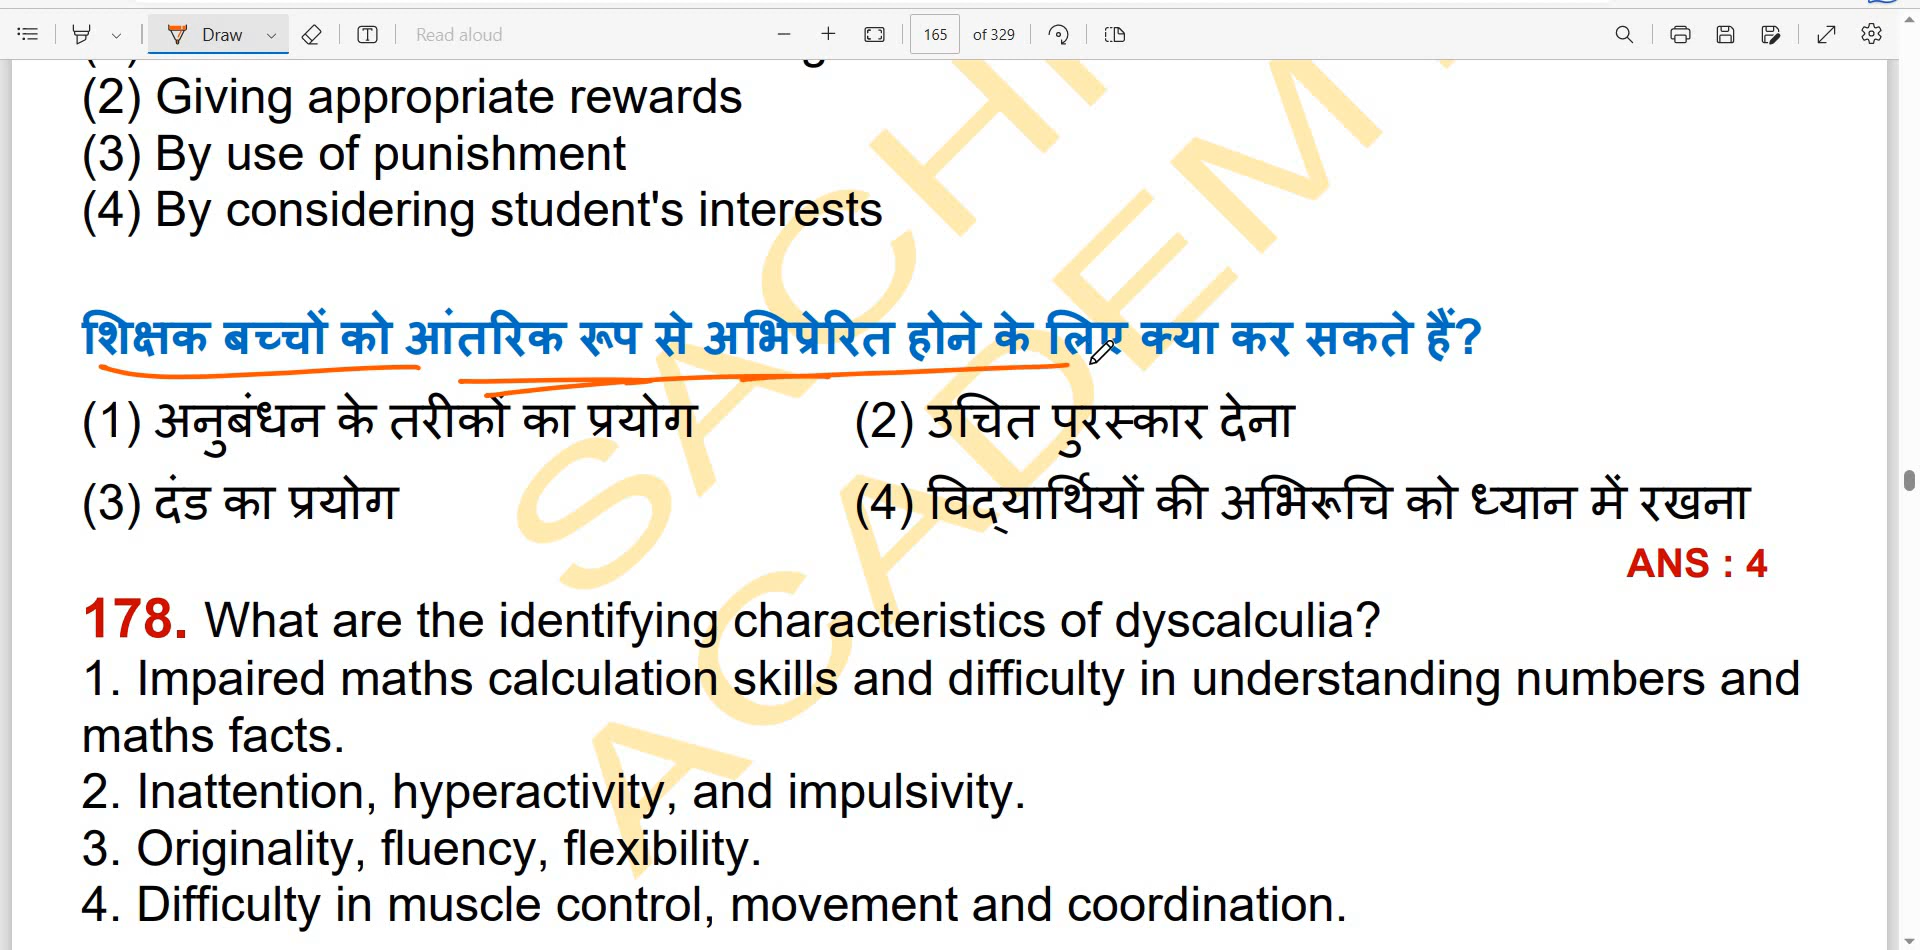 Draw
Read aloud
165 of 329
(2) Giving appropriate rewards
(3) By use of punishment
(4) By considering student's interests
शिक्षक बच्चों को आंतरिक रूप से अभिप्रेरित होने के लिए क्या कर सकते हैं?
(1) अनुबंधन के तरीकों का प्रयोग (2) उचित पुरस्कार देना
(3) दंड का प्रयोग (4) विद्यार्थियों की अभिरूचि को ध्यान में रखना
ANS : 4
178. What are the identifying characteristics of dyscalculia?
1. Impaired maths calculation skills and difficulty in understanding numbers and
maths facts.
2. Inattention, hyperactivity, and impulsivity.
3. Originality, fluency, flexibility.
4. Difficulty in muscle control, movement and coordination.
SACHI
ACADEM